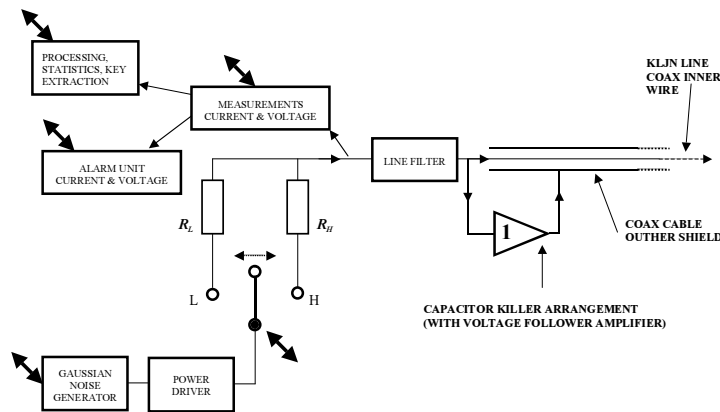 PROCESSING,
STATISTICS, KEY
EXTRACTION
MEASUREMENTS
CURRENT & VOLTAGE
ALARM UNIT
CURRENT & VOLTAGE
LINE FILTER
KLJN LINE
COAX INNER
WIRE
R_L
R_H
1
COAX CABLE
OUTHER SHIELD
L
H
CAPACITOR KILLER ARRANGEMENT
(WITH VOLTAGE FOLLOWER AMPLIFIER)
GAUSSIAN
NOISE
GENERATOR
POWER
DRIVER